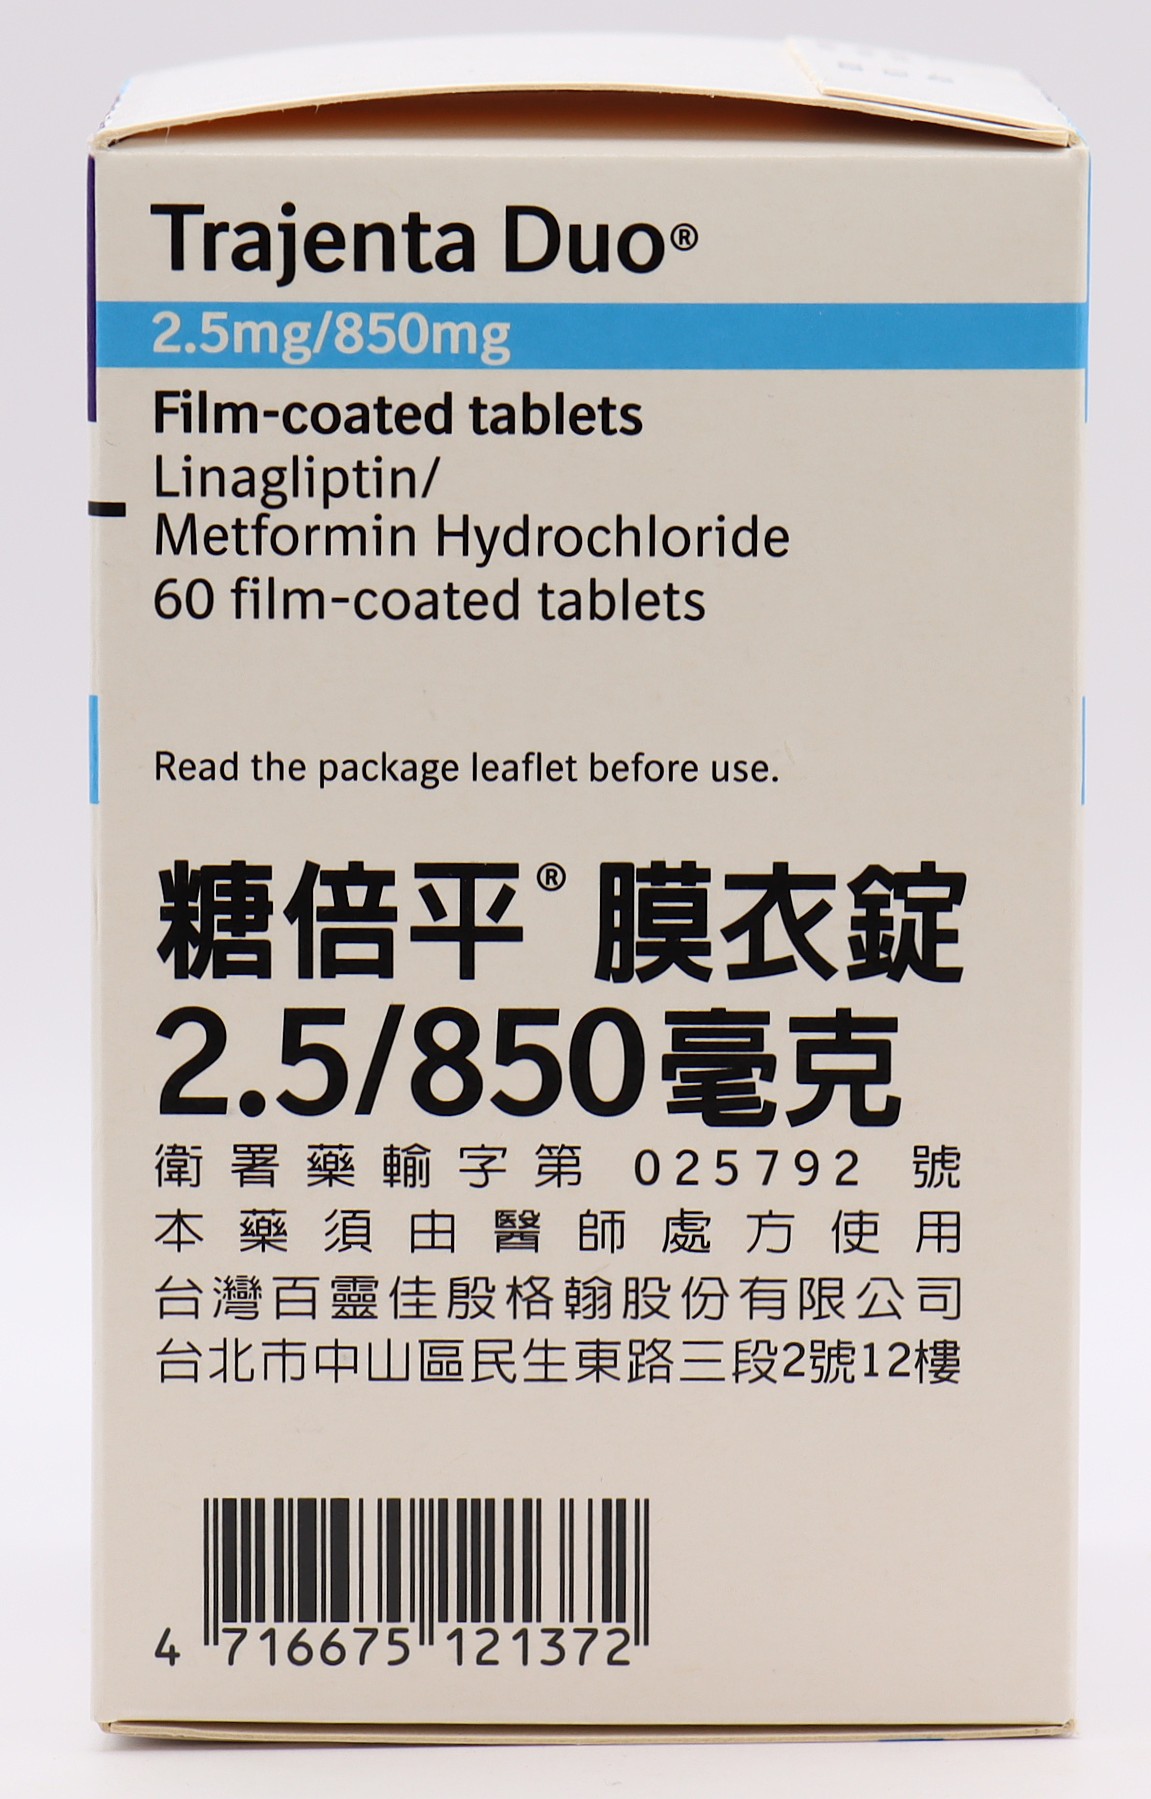 Trajenta Duo®
2.5mg/850mg
Film-coated tablets
Linagliptin/
Metformin Hydrochloride
60 film-coated tablets
Read the package leaflet before use.
糖倍平® 膜衣錠
2.5/850毫克
衛署藥輸字第 025792 號
本藥須由醫師處方使用
台灣百靈佳殷格翰股份有限公司
台北市中山區民生東路三段2號12樓
4 716675 121372